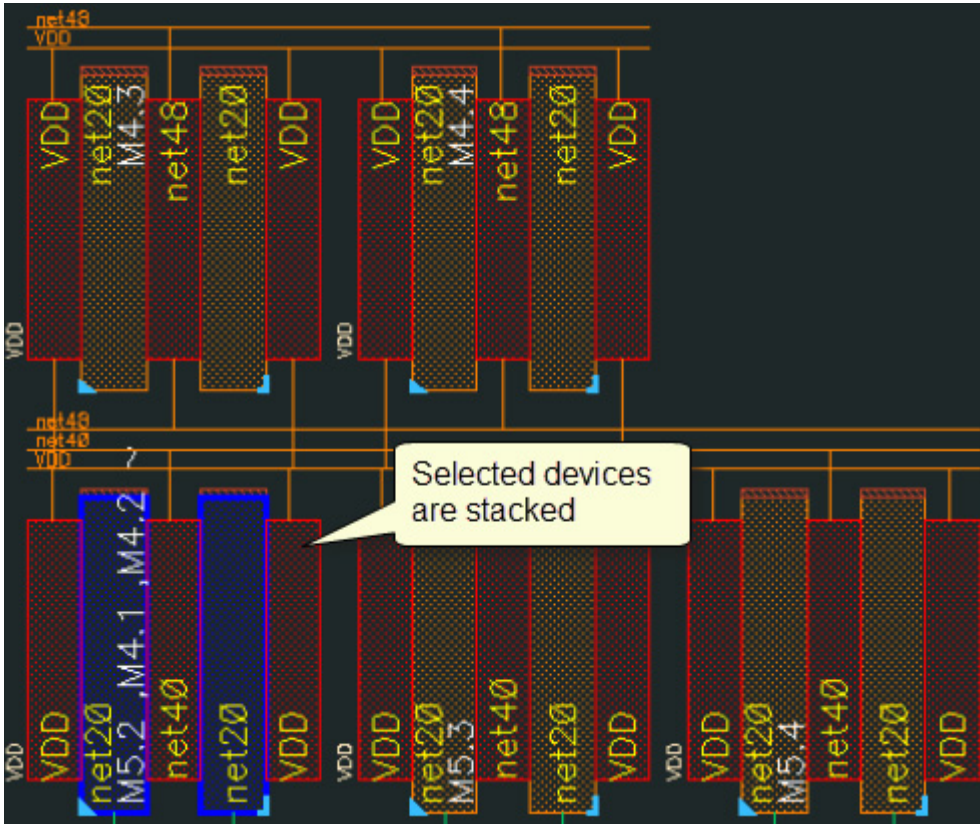 net48
VDD
VDD
net20
M4.3
net48
net20
VDD
VDD
net20
M4.4
net48
net20
VDD
VDD
VDD
net48
net40
VDD
~
Selected devices
are stacked
VDD
net20
M5.2 ,M4.1 ,M4.2
net40
net20
VDD
VDD
net20
M5.3
net40
net20
VDD
VDD
net20
M5.4
net40
net20
VDD
VDD
VDD
VDD